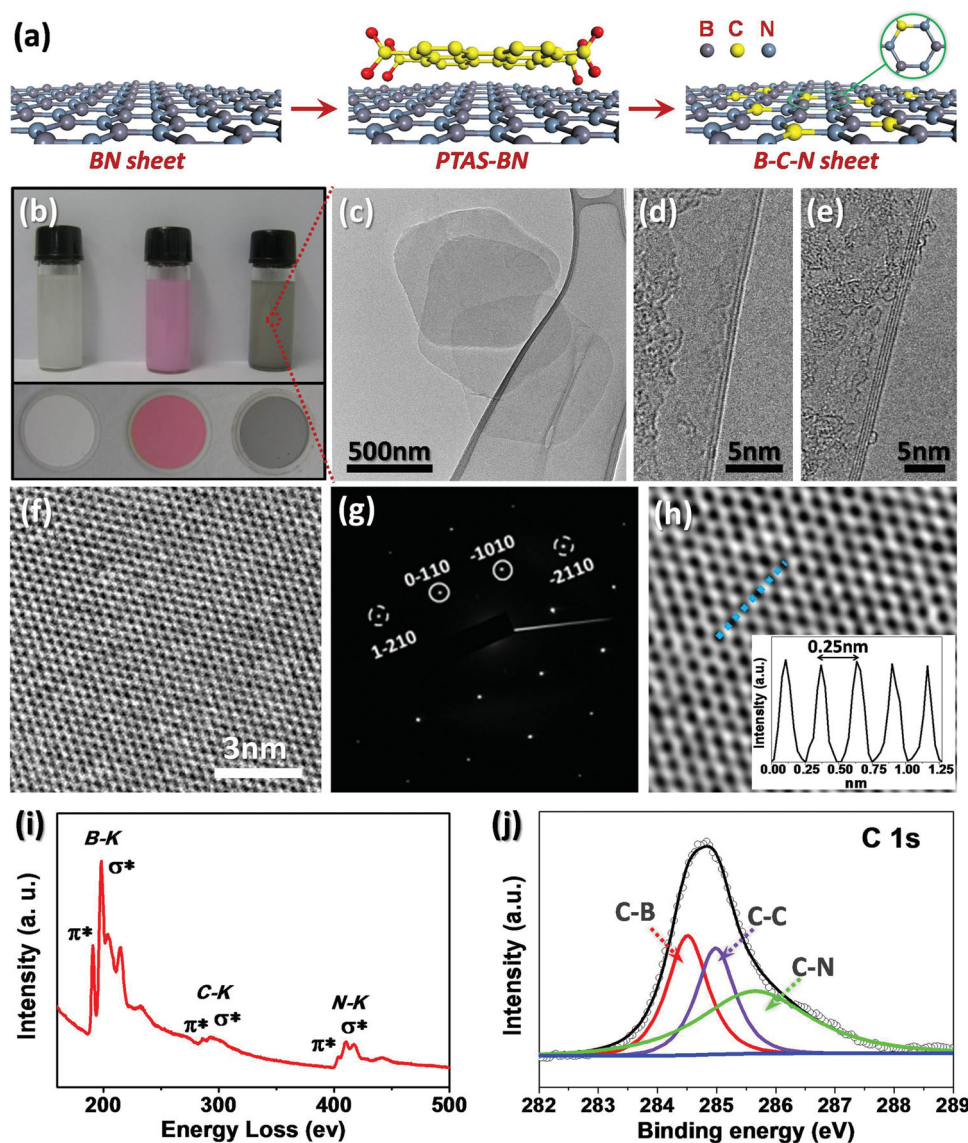 (a)
B C N
BN sheet
PTAS-BN
B-C-N sheet
(b)
(c)
500nm
(d)
5nm
(e)
5nm
(f)
3nm
(g)
-1010
0-110
-2110
1-210
(h)
0.25nm
Intensity (a.u.)
0.00 0.25 0.50 0.75 1.00 1.25
nm
(i)
B-K
σ*
π*
C-K
π* σ*
N-K
σ*
π*
Intensity (a. u.)
200 300 400 500
Energy Loss (ev)
(j)
C 1s
C-B
C-C
C-N
Intensity (a.u.)
282 283 284 285 286 287 288 289
Binding energy (eV)